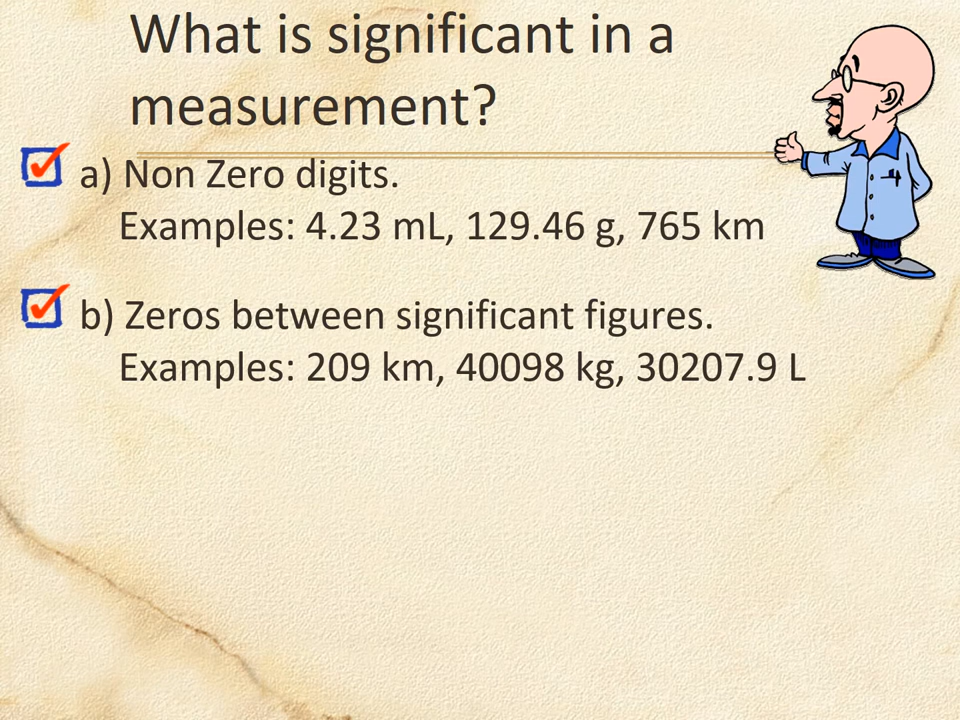 What is significant in a
measurement?
a) Non Zero digits.
Examples: 4.23 mL, 129.46 g, 765 km
b) Zeros between significant figures.
Examples: 209 km, 40098 kg, 30207.9 L